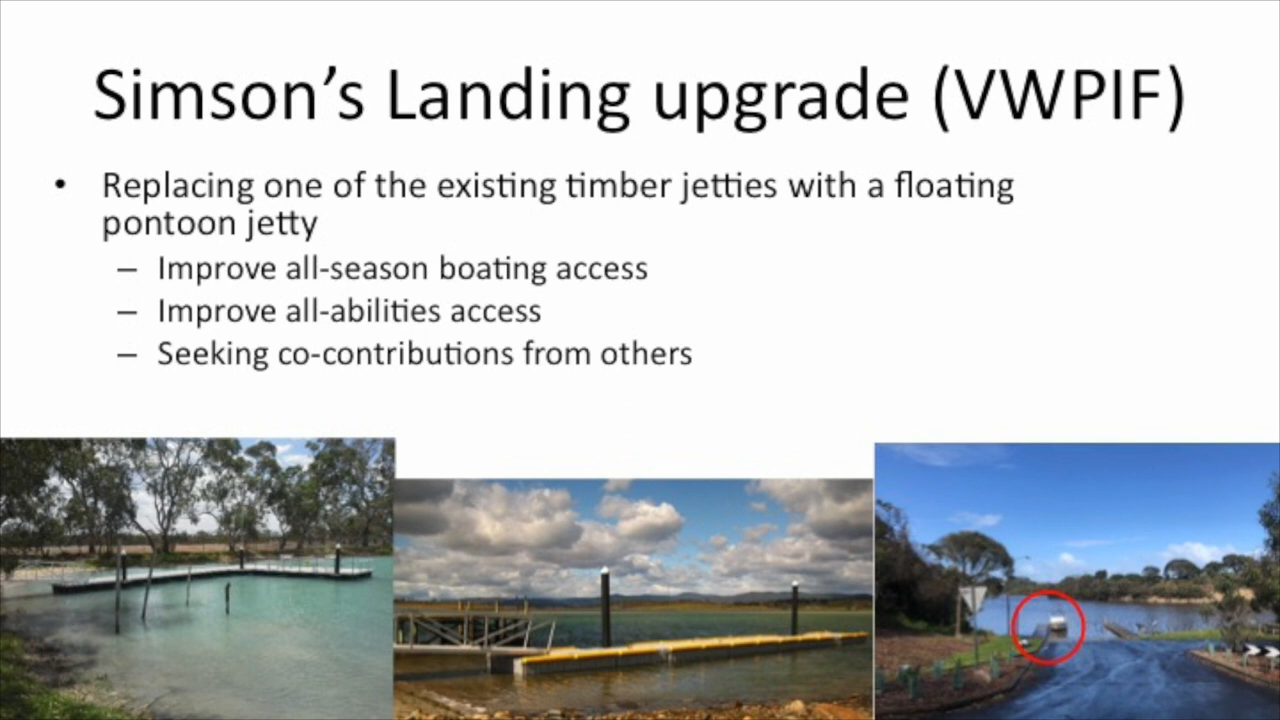 Simson’s Landing upgrade (VWPIF)
• Replacing one of the existing timber jetties with a floating
pontoon jetty
– Improve all-season boating access
– Improve all-abilities access
– Seeking co-contributions from others